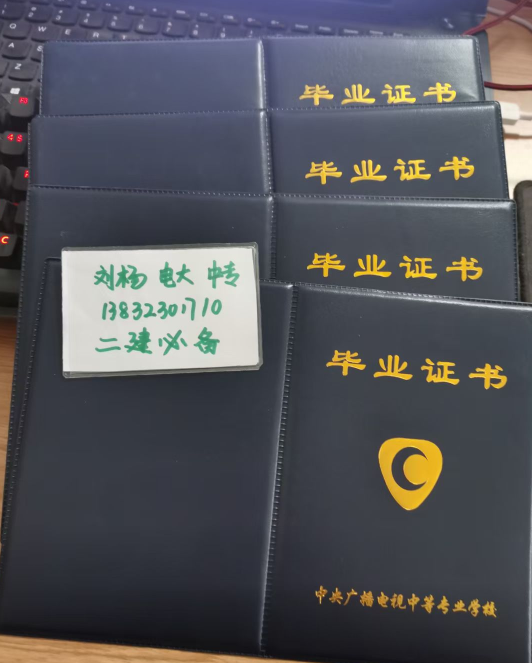 毕业证书
毕业证书
毕业证书
刘杨 电大 中专
13832301710
二建必备
毕业证书
中央广播电视中等专业学校